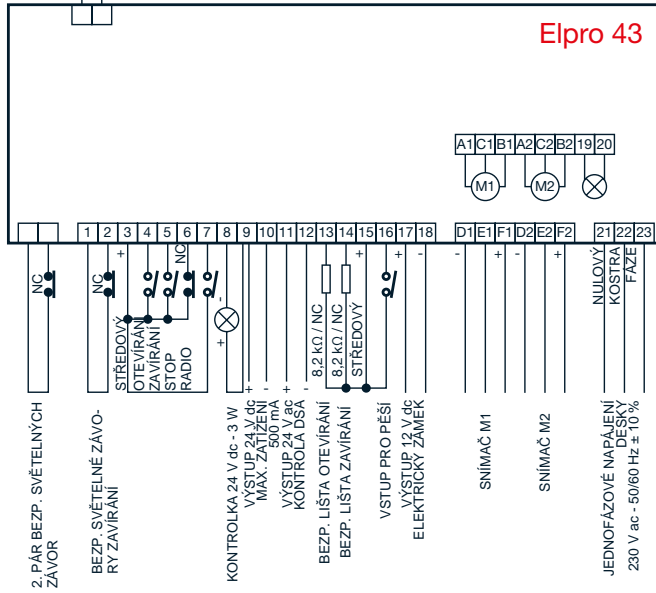 Elpro 43
A1 C1 B1 A2 C2 B2 19 20
M1 M2
1 2 3 4 5 6 7 8 9 10 11 12 13 14 15 16 17 18 D1 E1 F1 D2 E2 F2 21 22 23
NC
2. PÁR BEZP. SVĚTELNÝCH
ZÁVOR
NC
BEZP. SVĚTELNÉ ZÁVO-
RY ZAVÍRÁNÍ
+
STŘEDOVÝ
OTEVÍRÁNÍ
ZAVÍRÁNÍ
STOP
NC
RADIO
-
+
KONTROLKA 24 V dc - 3 W
+
VÝSTUP 24 V dc
MAX. ZATÍŽENÍ
500 mA
-
+
VÝSTUP 24 V ac
KONTROLA DSA
-
8,2 kΩ / NC
BEZP. LIŠTA OTEVÍRÁNÍ
8,2 kΩ / NC
BEZP. LIŠTA ZAVÍRÁNÍ
+
STŘEDOVÝ
VSTUP PRO PĚŠÍ
+
VÝSTUP 12 V dc
ELEKTRICKÝ ZÁMEK
-
-
+
SNÍMAČ M1
-
+
SNÍMAČ M2
NULOVÝ
KOSTRA
FÁZE
JEDNOFÁZOVÉ NAPÁJENÍ
DESKY
230 V ac - 50/60 Hz ± 10 %